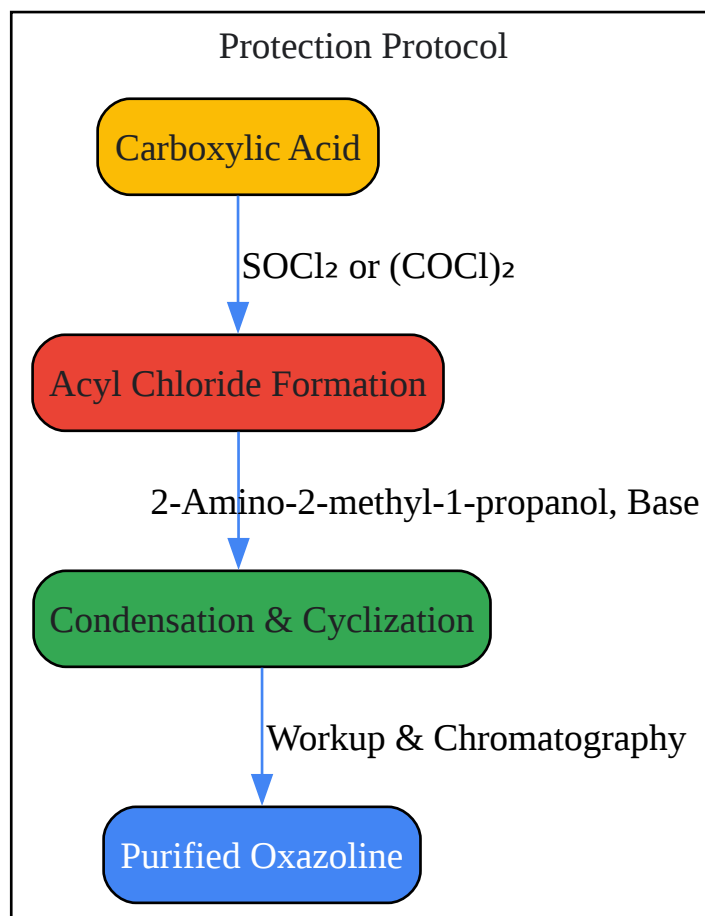 Protection Protocol
Carboxylic Acid
SOCl₂ or (COCl)₂
Acyl Chloride Formation
2-Amino-2-methyl-1-propanol, Base
Condensation & Cyclization
Workup & Chromatography
Purified Oxazoline